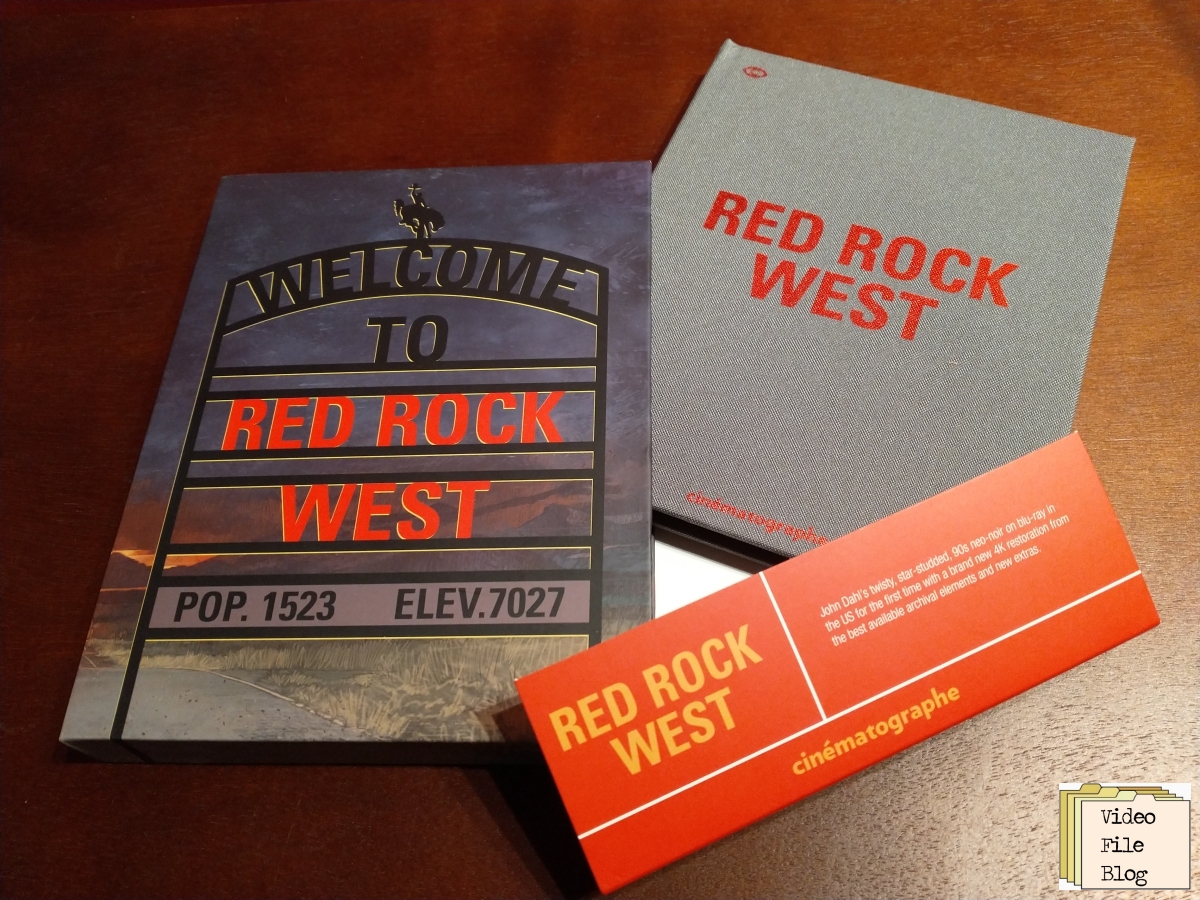 WELCOME
TO
RED ROCK
WEST
POP. 1523 ELEV.7027
RED ROCK
WEST
cinématographe
RED ROCK
WEST
John Dahl's twisty, star-studded, 90s neo-noir on blu-ray in
the US for the first time with a brand new 4K restoration from
the best available archival elements and new extras.
cinématographe
Video
File
Blog